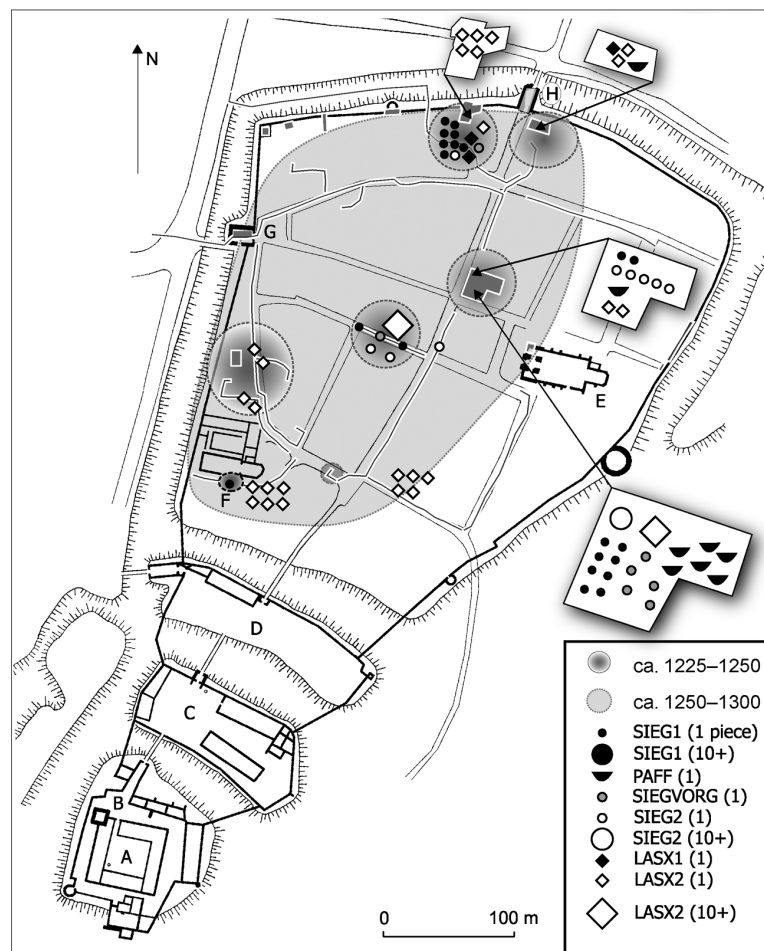 N
H
G
E
F
D
C
B
A
0 100 m
ca. 1225–1250
ca. 1250–1300
SIEG1 (1 piece)
SIEG1 (10+)
PAFF (1)
SIEGVORG (1)
SIEG2 (1)
SIEG2 (10+)
LASX1 (1)
LASX2 (1)
LASX2 (10+)